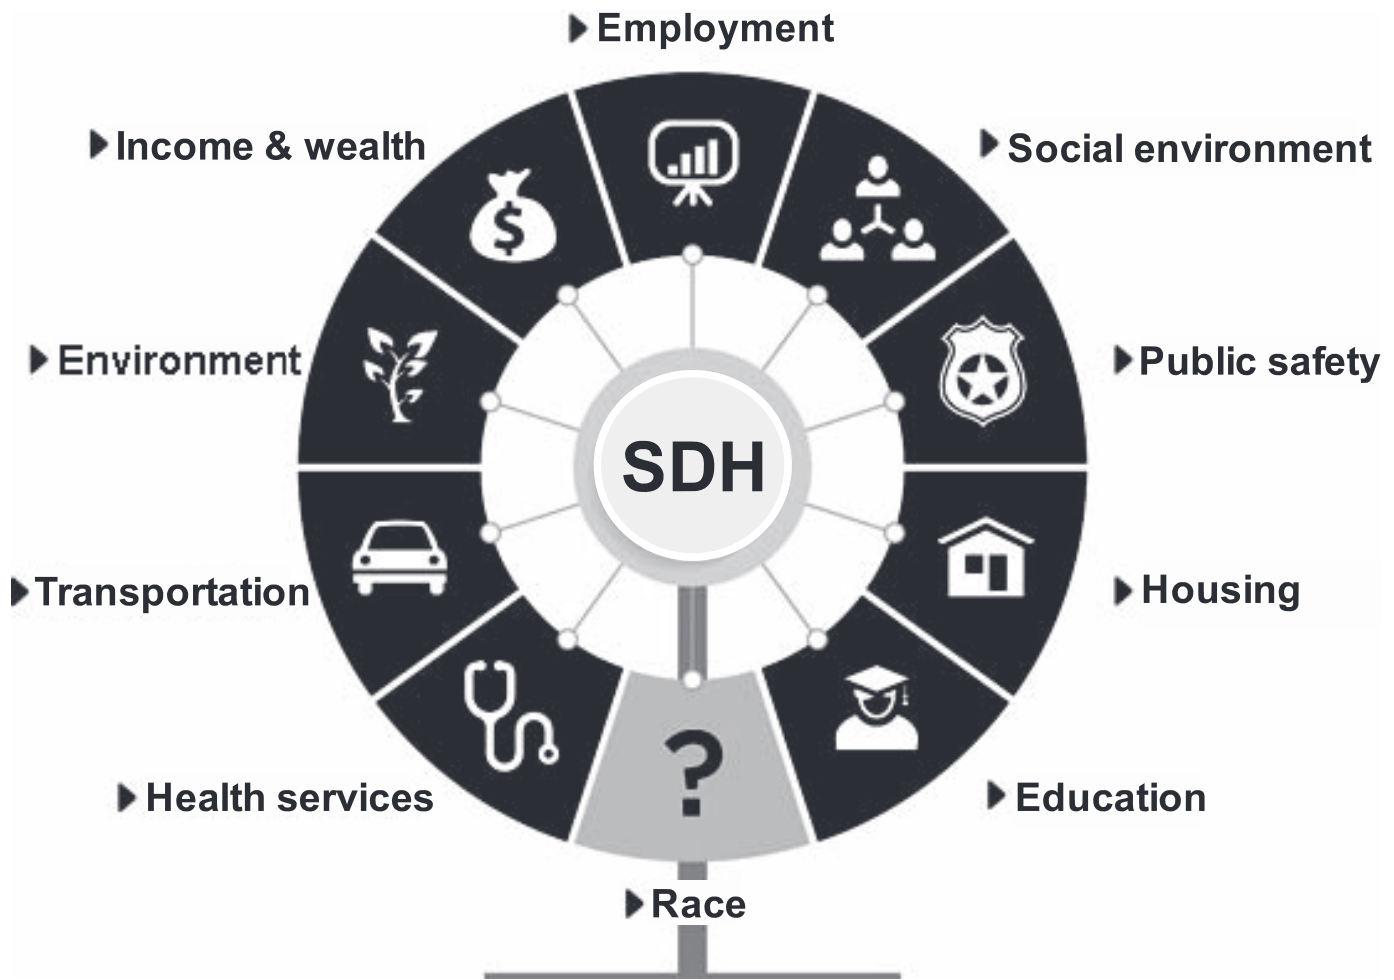 Employment
Income & wealth
Social environment
$
Environment
Public safety
SDH
Transportation
Housing
?
Health services
Education
Race